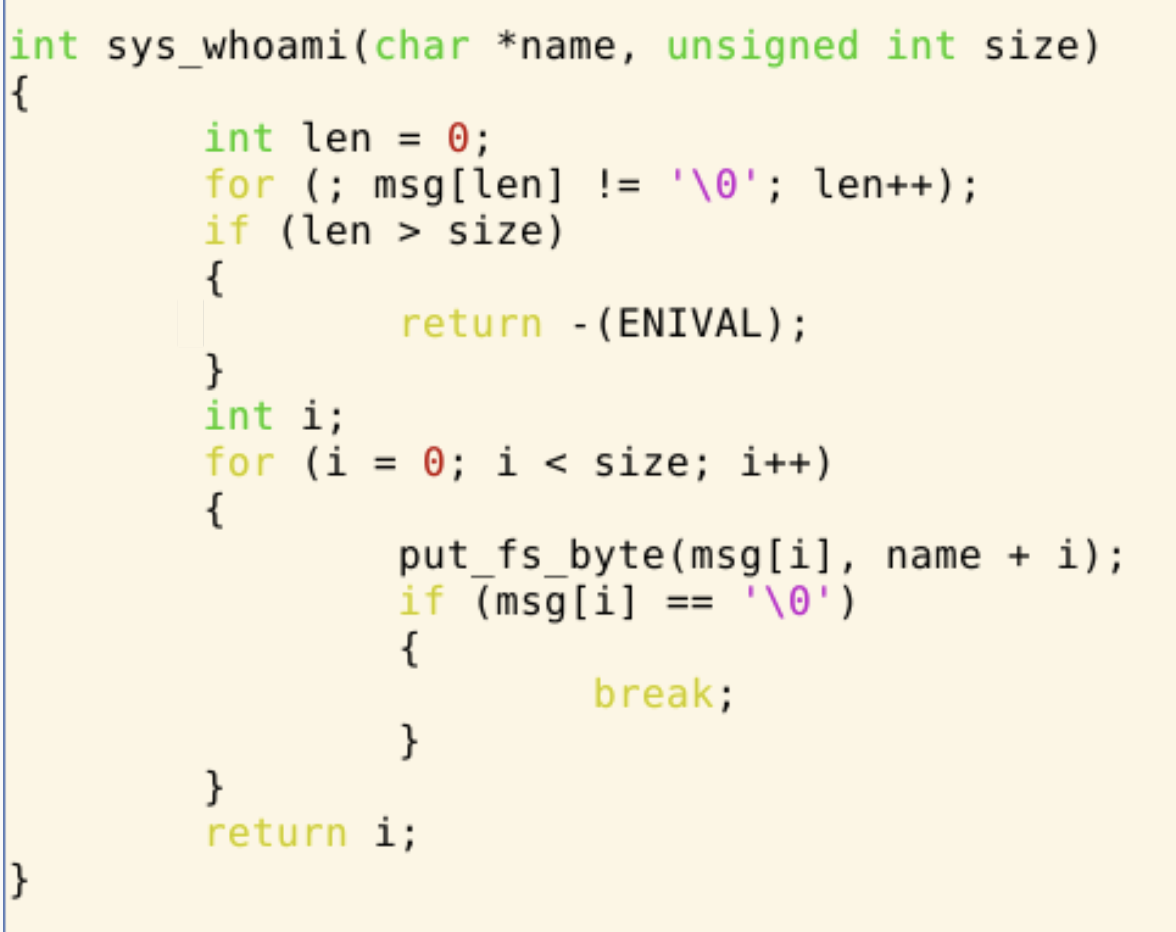 int sys_whoami(char *name, unsigned int size)
{
        int len = 0;
        for (; msg[len] != '\0'; len++);
        if (len > size)
        {
                return -(ENIVAL);
        }
        int i;
        for (i = 0; i < size; i++)
        {
                put_fs_byte(msg[i], name + i);
                if (msg[i] == '\0')
                {
                        break;
                }
        }
        return i;
}